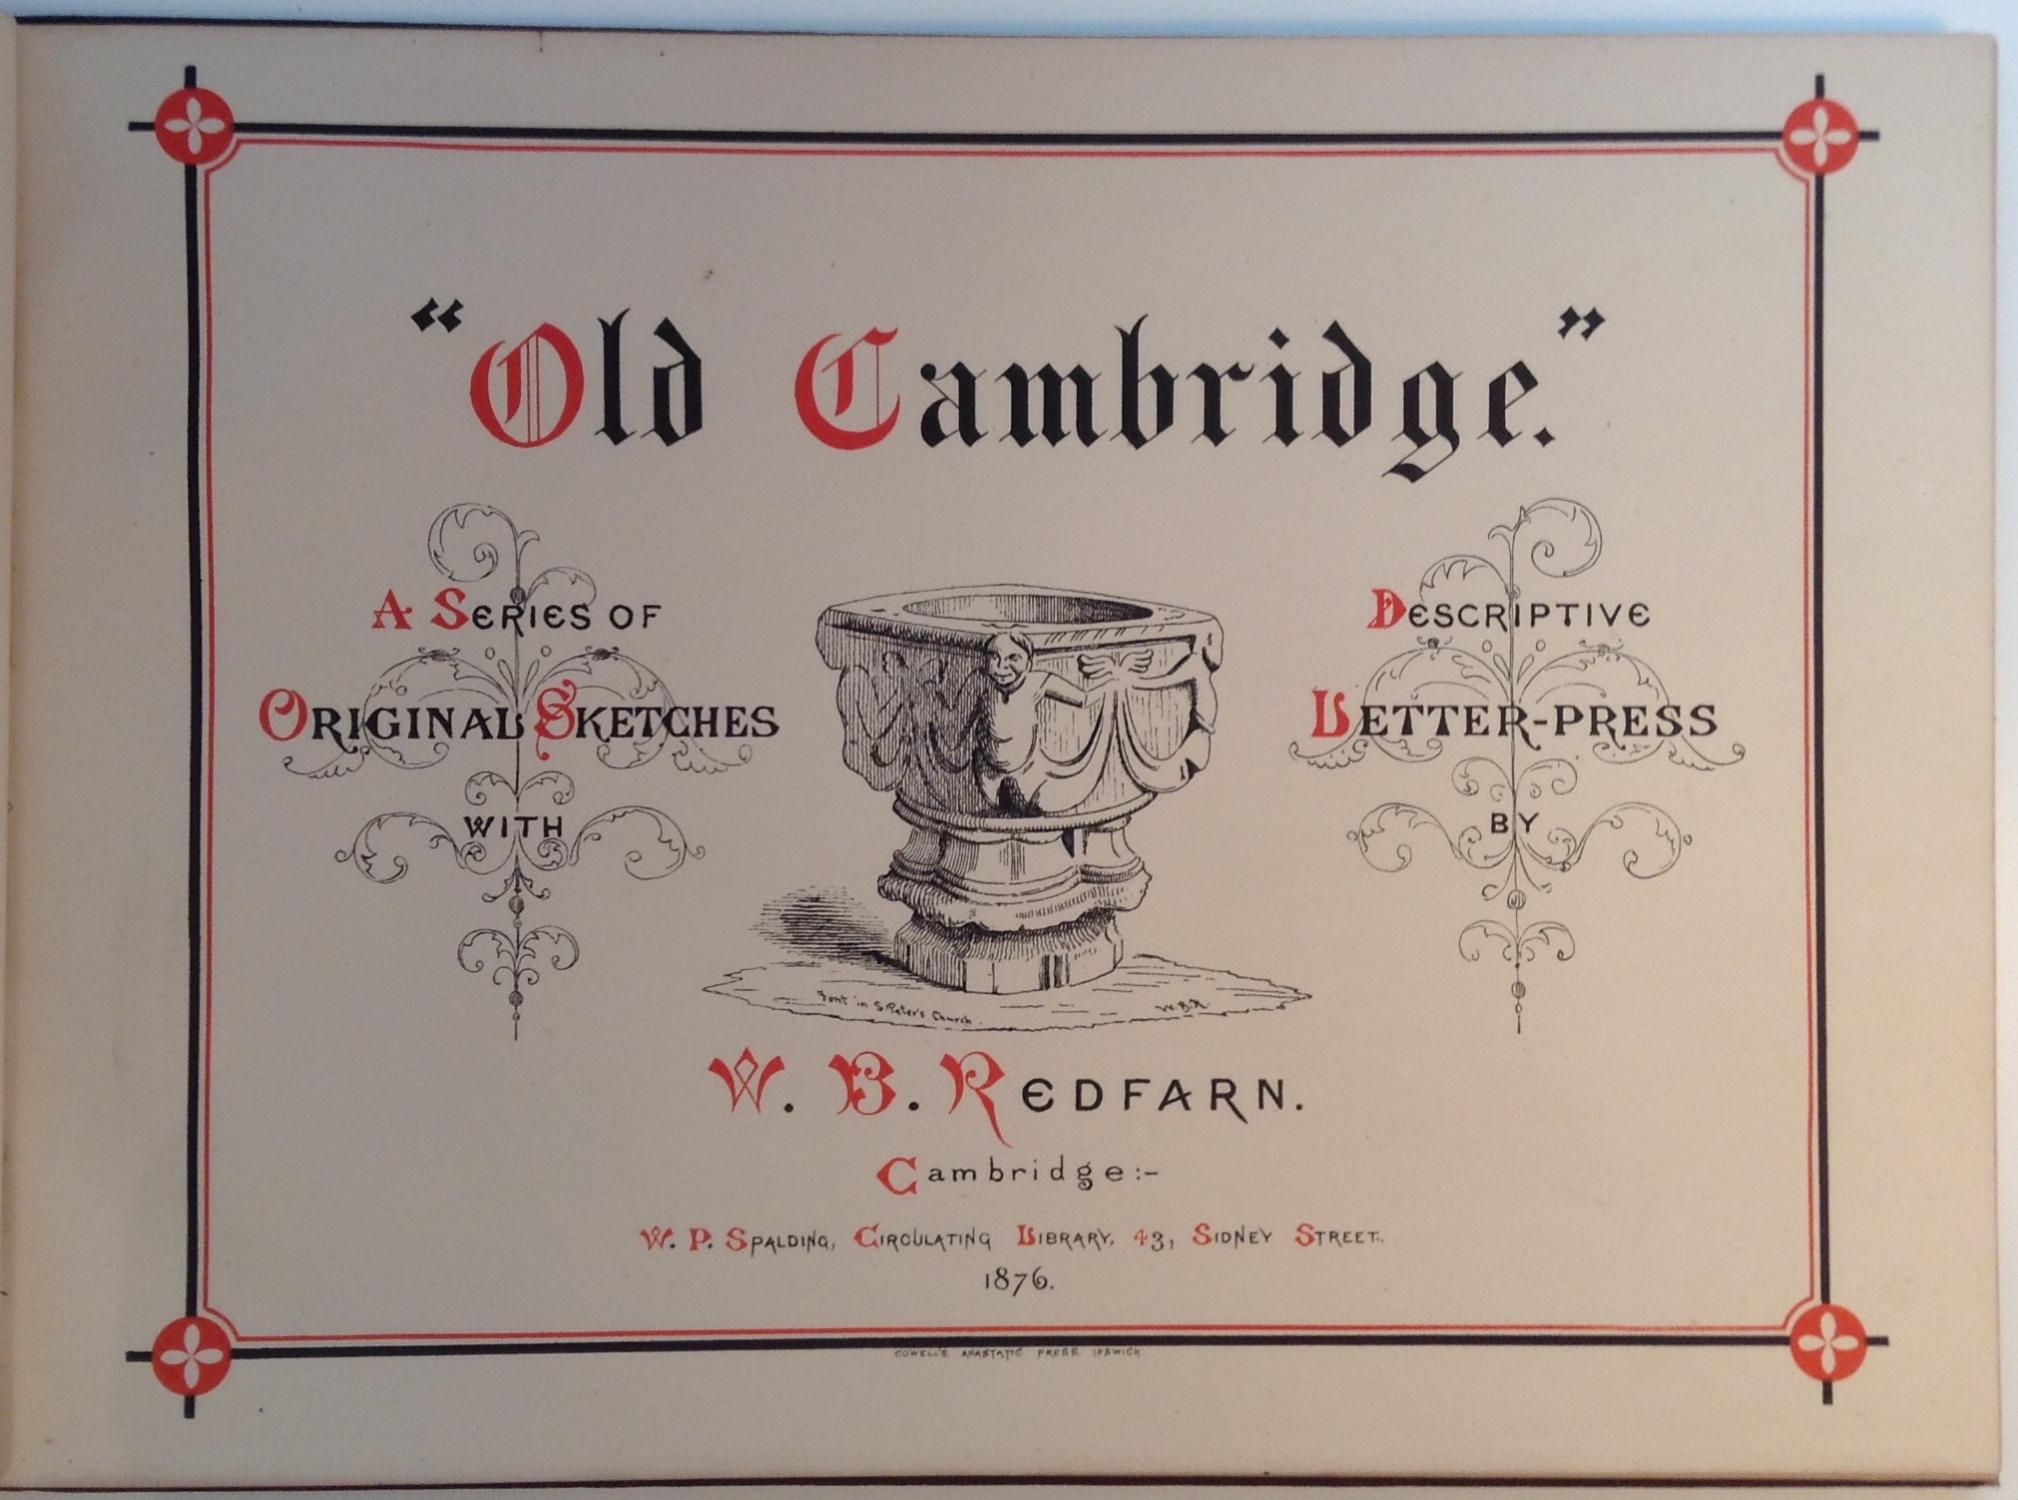 "Old Cambridge."
A SERIES OF
ORIGINAL SKETCHES
WITH
DESCRIPTIVE
LETTER-PRESS
BY
Font in S. Peter's Church.
W.B.R.
W. B. REDFARN.
Cambridge:-
W. P. SPALDING, CIRCULATING LIBRARY, 43, SIDNEY STREET.
1876.
COWELL'S ANASTATIC PRESS, IPSWICH.